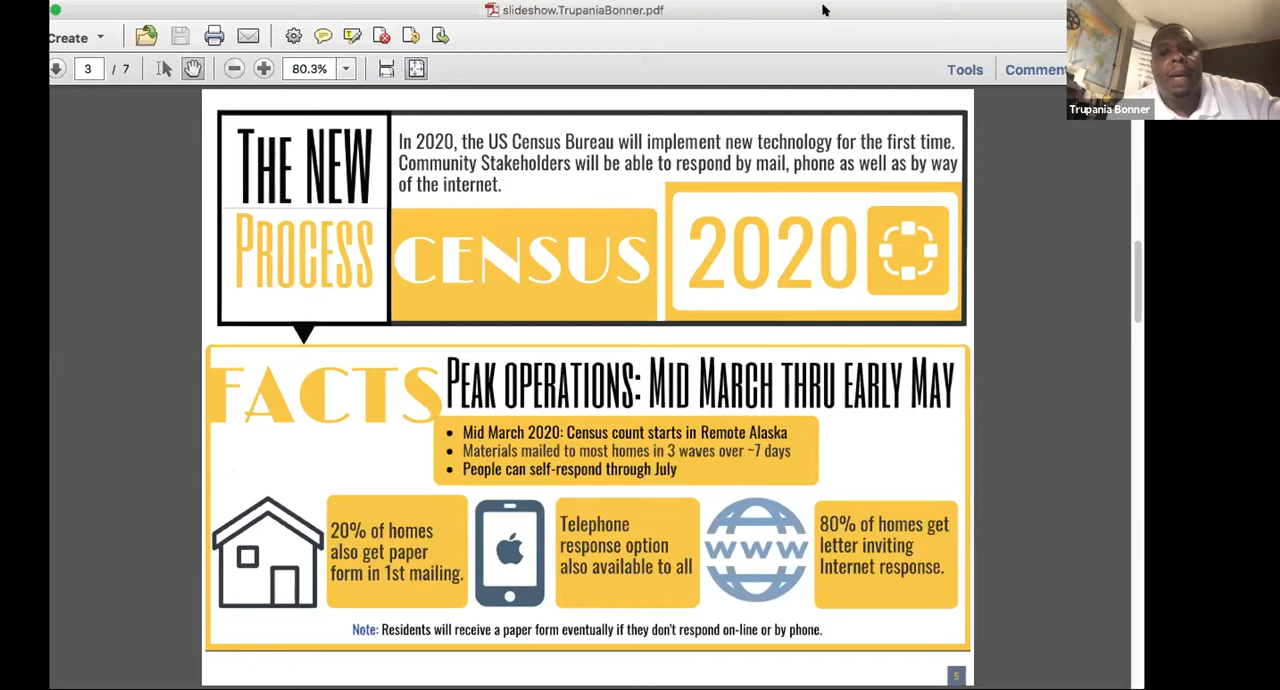 slideshow.TrupaniaBonner.pdf
Create
3 / 7
80.3%
Tools
Commen
Trupania Bonner
THE NEW
PROCESS
In 2020, the US Census Bureau will implement new technology for the first time.
Community Stakeholders will be able to respond by mail, phone as well as by way
of the internet.
CENSUS
2020
FACTS
PEAK OPERATIONS: MID MARCH THRU EARLY MAY
• Mid March 2020: Census count starts in Remote Alaska
• Materials mailed to most homes in 3 waves over ~7 days
• People can self-respond through July
20% of homes
also get paper
form in 1st mailing.
Telephone
response option
also available to all
WWW
80% of homes get
letter inviting
Internet response.
Note: Residents will receive a paper form eventually if they don't respond on-line or by phone.
5